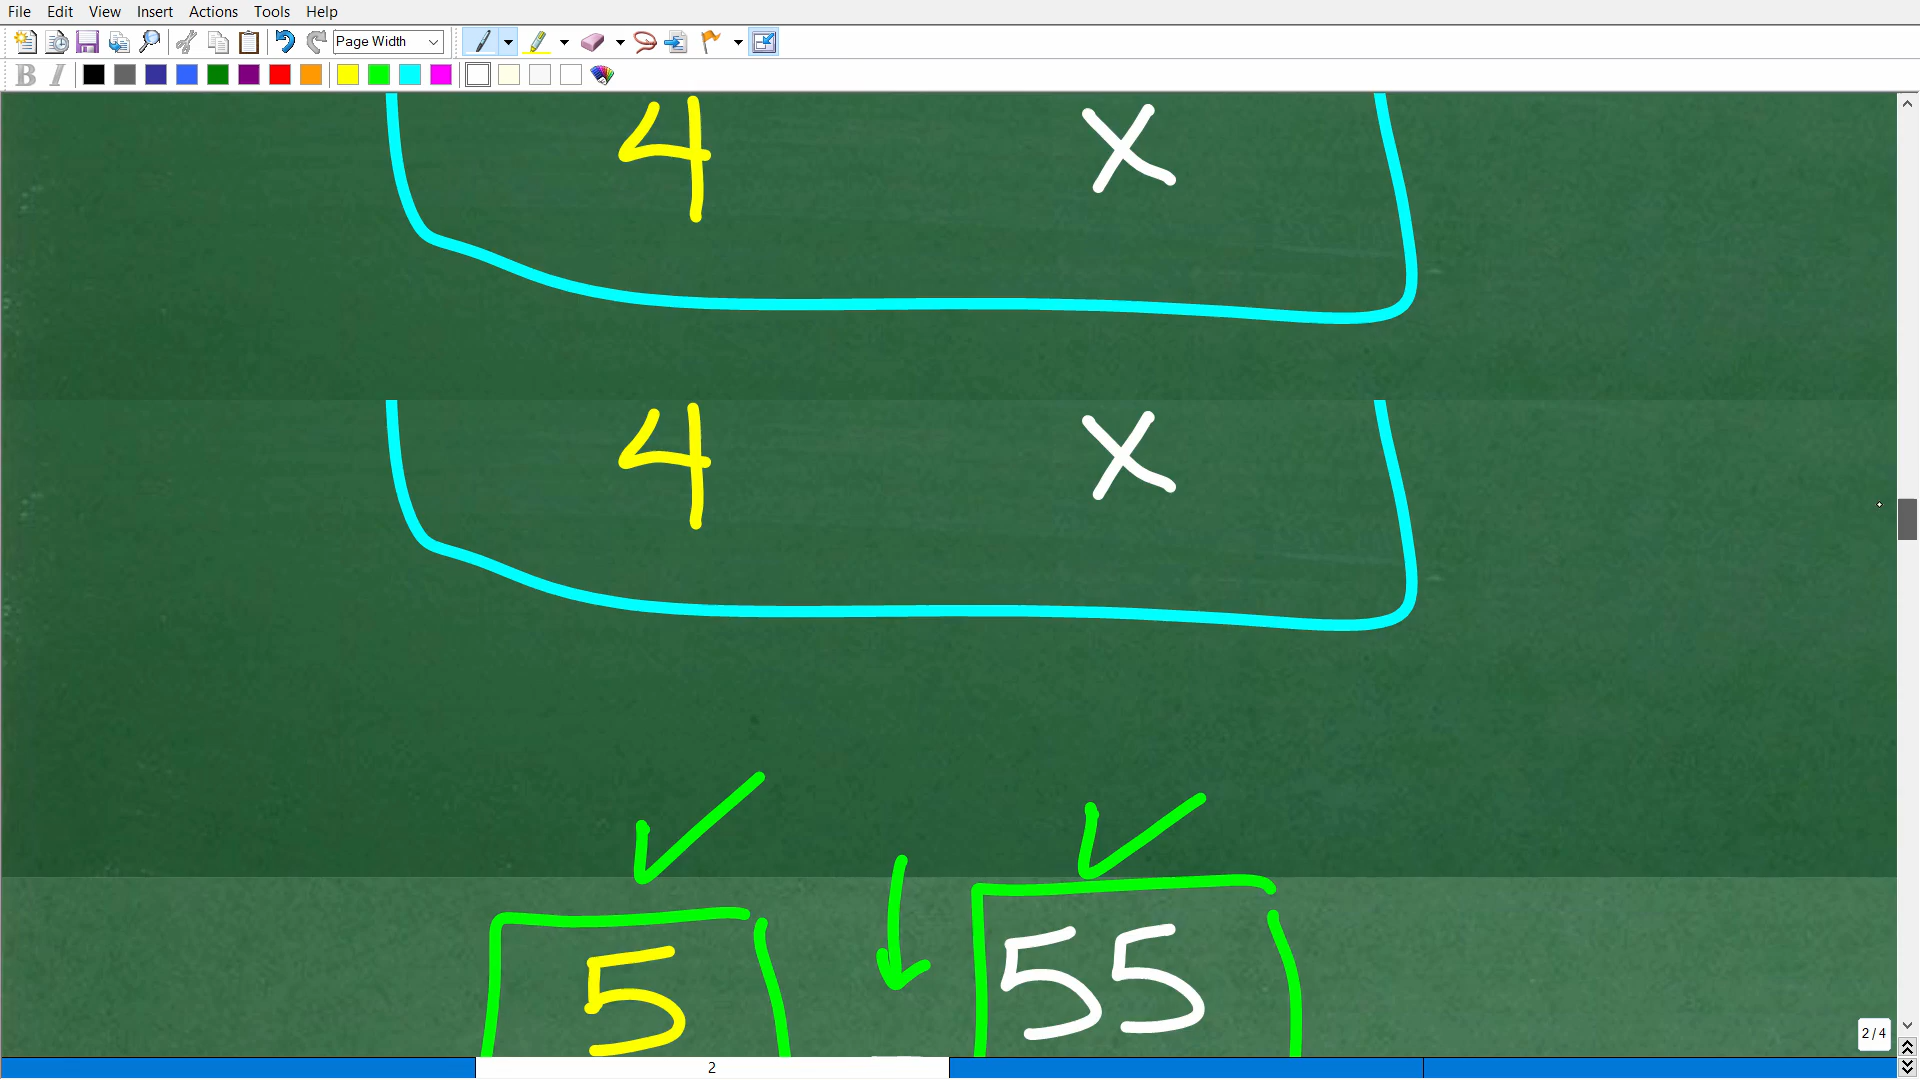 File Edit View Insert Actions Tools Help
Page Width
B I
4 x
4 x
5 55
2 / 4
2